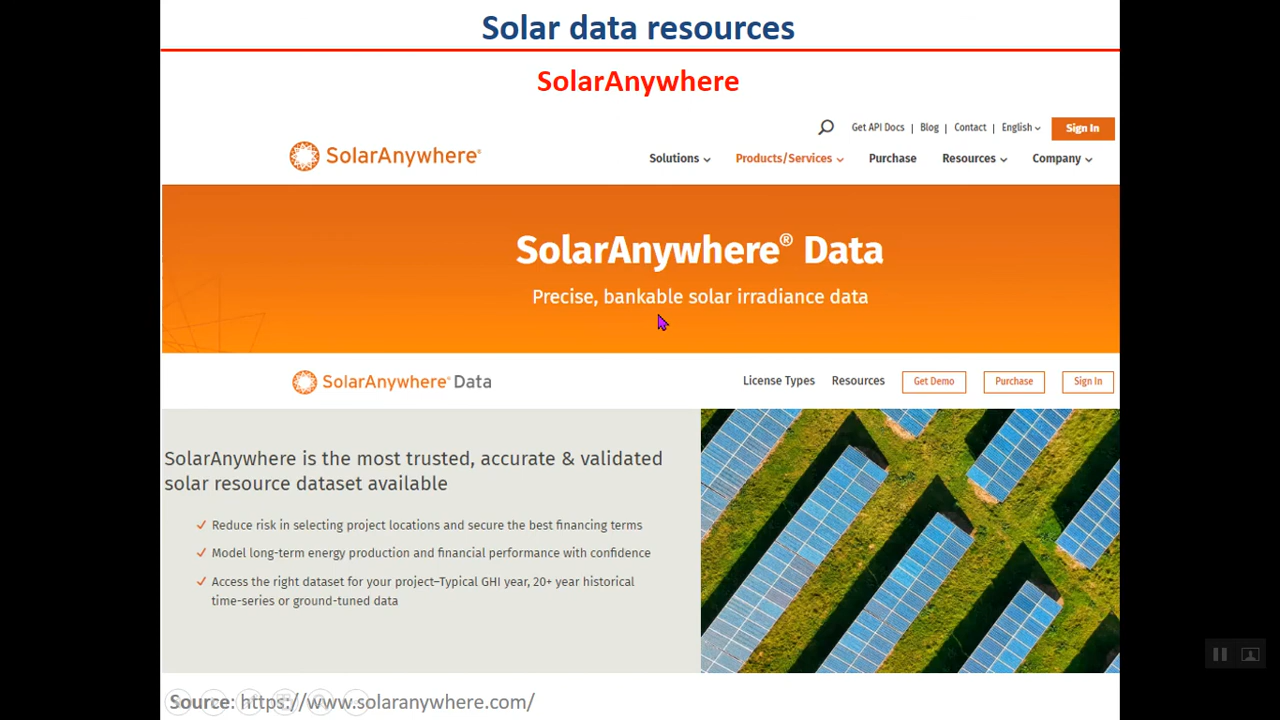 Solar data resources
SolarAnywhere
Get API Docs | Blog | Contact | English
Sign In
SolarAnywhere®
Solutions
Products/Services
Purchase
Resources
Company
SolarAnywhere® Data
Precise, bankable solar irradiance data
SolarAnywhere® Data
License Types
Resources
Get Demo
Purchase
Sign In
SolarAnywhere is the most trusted, accurate & validated
solar resource dataset available
Reduce risk in selecting project locations and secure the best financing terms
Model long-term energy production and financial performance with confidence
Access the right dataset for your project–Typical GHI year, 20+ year historical
time-series or ground-tuned data
Source: https://www.solaranywhere.com/